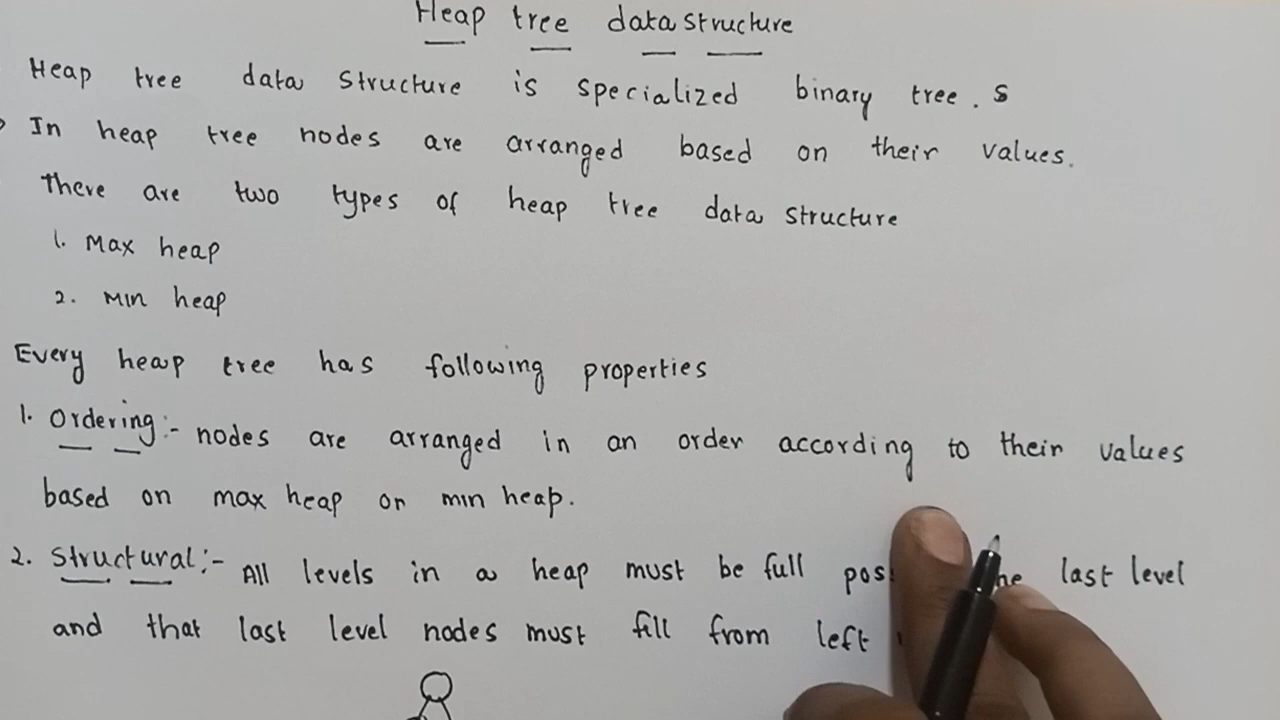 Heap tree data structure
Heap tree data structure is specialized binary tree. s
In heap tree nodes are arranged based on their values.
There are two types of heap tree data structure
1. Max heap
2. Min heap
Every heap tree has following properties
1. Ordering:- nodes are arranged in an order according to their values
based on max heap or min heap.
2. Structural:- All levels in a heap must be full last level
and that last level nodes must fill from left